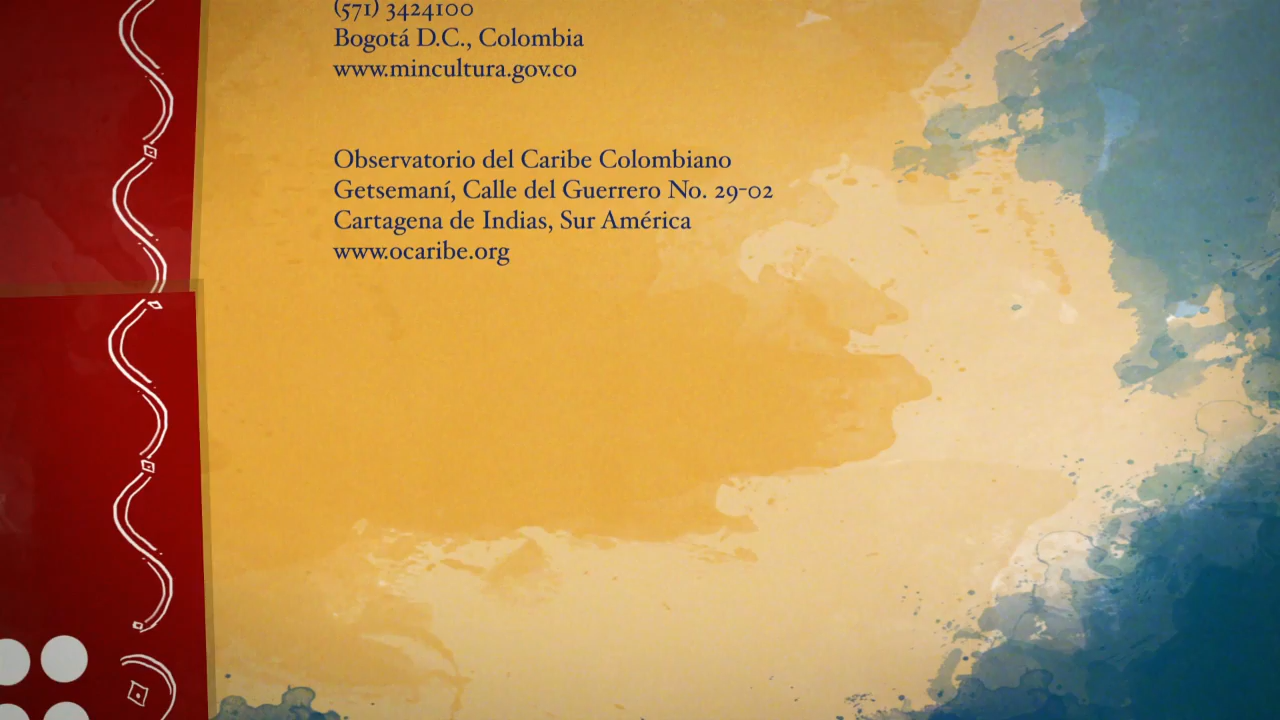 (571) 3424100
Bogotá D.C., Colombia
www.mincultura.gov.co
Observatorio del Caribe Colombiano
Getsemaní, Calle del Guerrero No. 29-02
Cartagena de Indias, Sur América
www.ocaribe.org